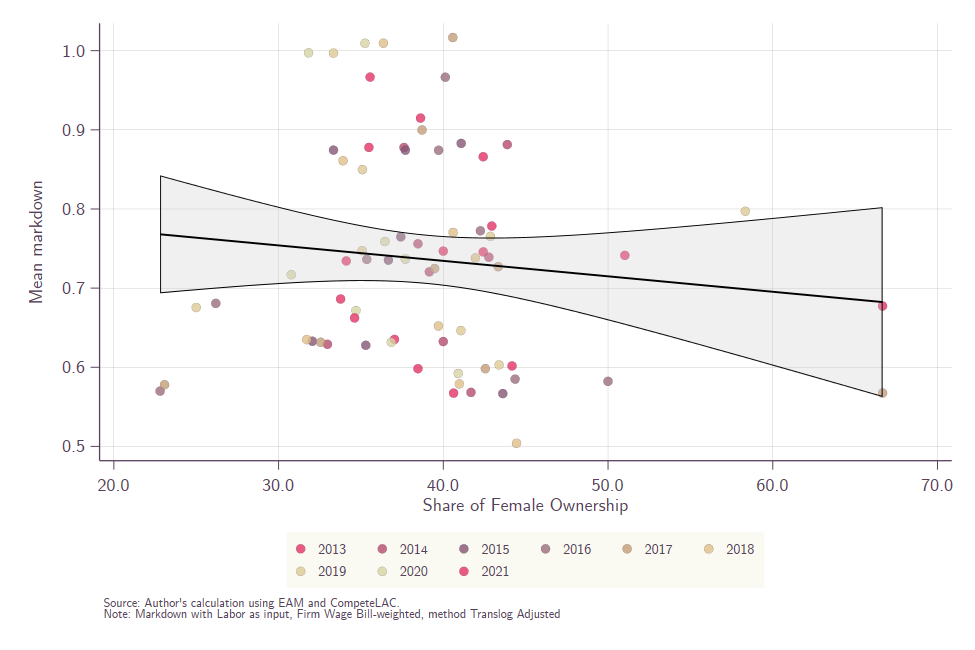 1.0
0.9
0.8
0.7
0.6
0.5
Mean markdown
20.0 30.0 40.0 50.0 60.0 70.0
Share of Female Ownership
2013 2014 2015 2016 2017 2018
2019 2020 2021
Source: Author's calculation using EAM and CompeteLAC.
Note: Markdown with Labor as input, Firm Wage Bill-weighted, method Translog Adjusted